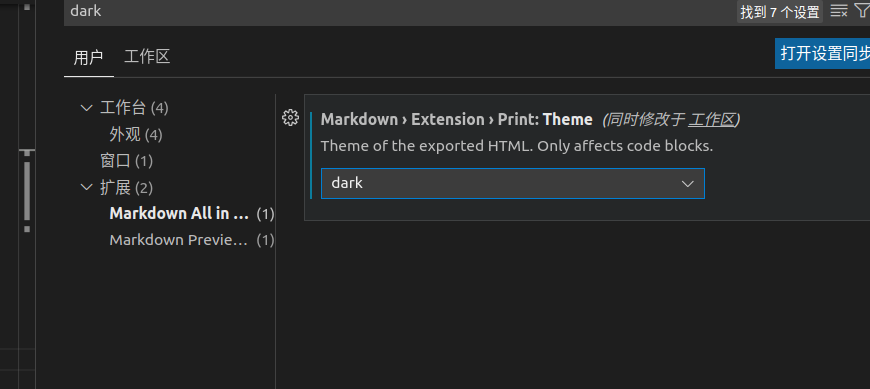 dark
找到 7 个设置
用户
工作区
打开设置同步
工作台 (4)
外观 (4)
窗口 (1)
扩展 (2)
Markdown All in ... (1)
Markdown Previe... (1)
Markdown › Extension › Print: Theme (同时修改于 工作区)
Theme of the exported HTML. Only affects code blocks.
dark